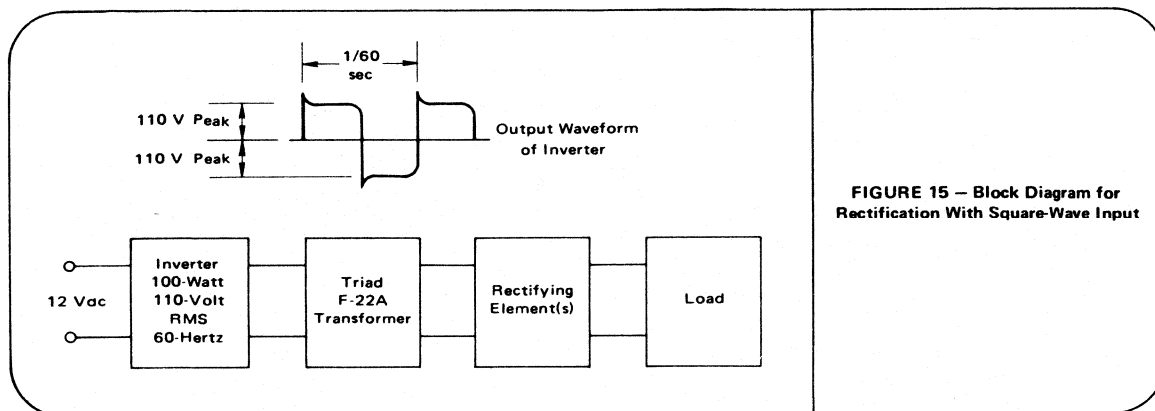 1/60
sec
110 V Peak
110 V Peak
Output Waveform
of Inverter
FIGURE 15 — Block Diagram for
Rectification With Square-Wave Input
12 Vdc
Inverter
100-Watt
110-Volt
RMS
60-Hertz
Triad
F-22A
Transformer
Rectifying
Element(s)
Load